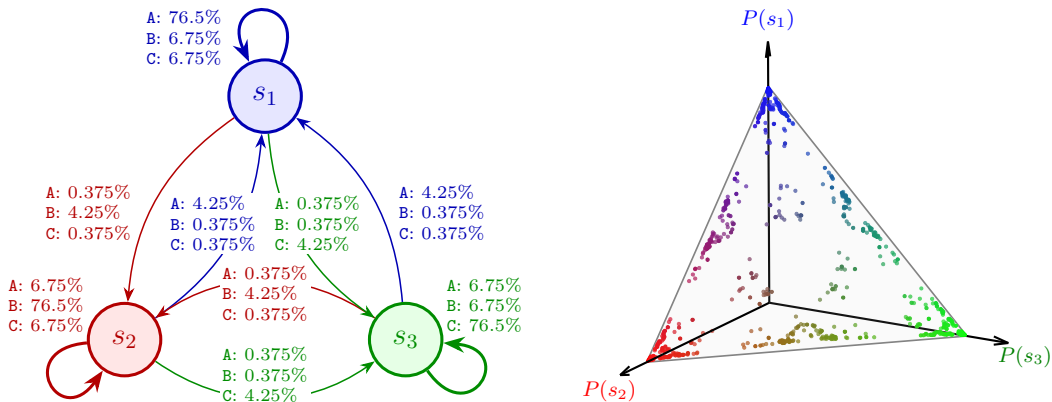 A: 76.5%
B: 6.75%
C: 6.75%
s₁
A: 0.375%
B: 4.25%
C: 0.375%
A: 4.25%
B: 0.375%
C: 0.375%
A: 0.375%
B: 0.375%
C: 4.25%
A: 4.25%
B: 0.375%
C: 0.375%
A: 6.75%
B: 76.5%
C: 6.75%
s₂
A: 0.375%
B: 4.25%
C: 0.375%
s₃
A: 6.75%
B: 6.75%
C: 76.5%
A: 0.375%
B: 0.375%
C: 4.25%
P(s₁)
P(s₂)
P(s₃)